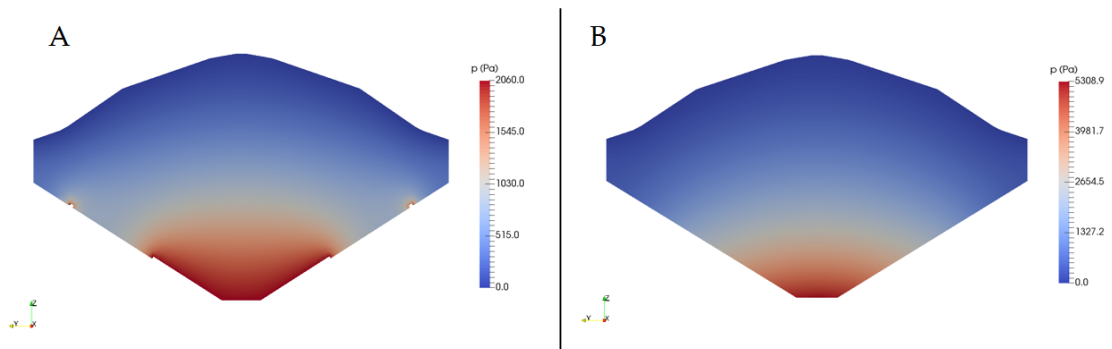 A
p (Pa)
2060.0
1545.0
1030.0
515.0
0.0
Z
Y
X
B
p (Pa)
5308.9
3981.7
2654.5
1327.2
0.0
Z
Y
X